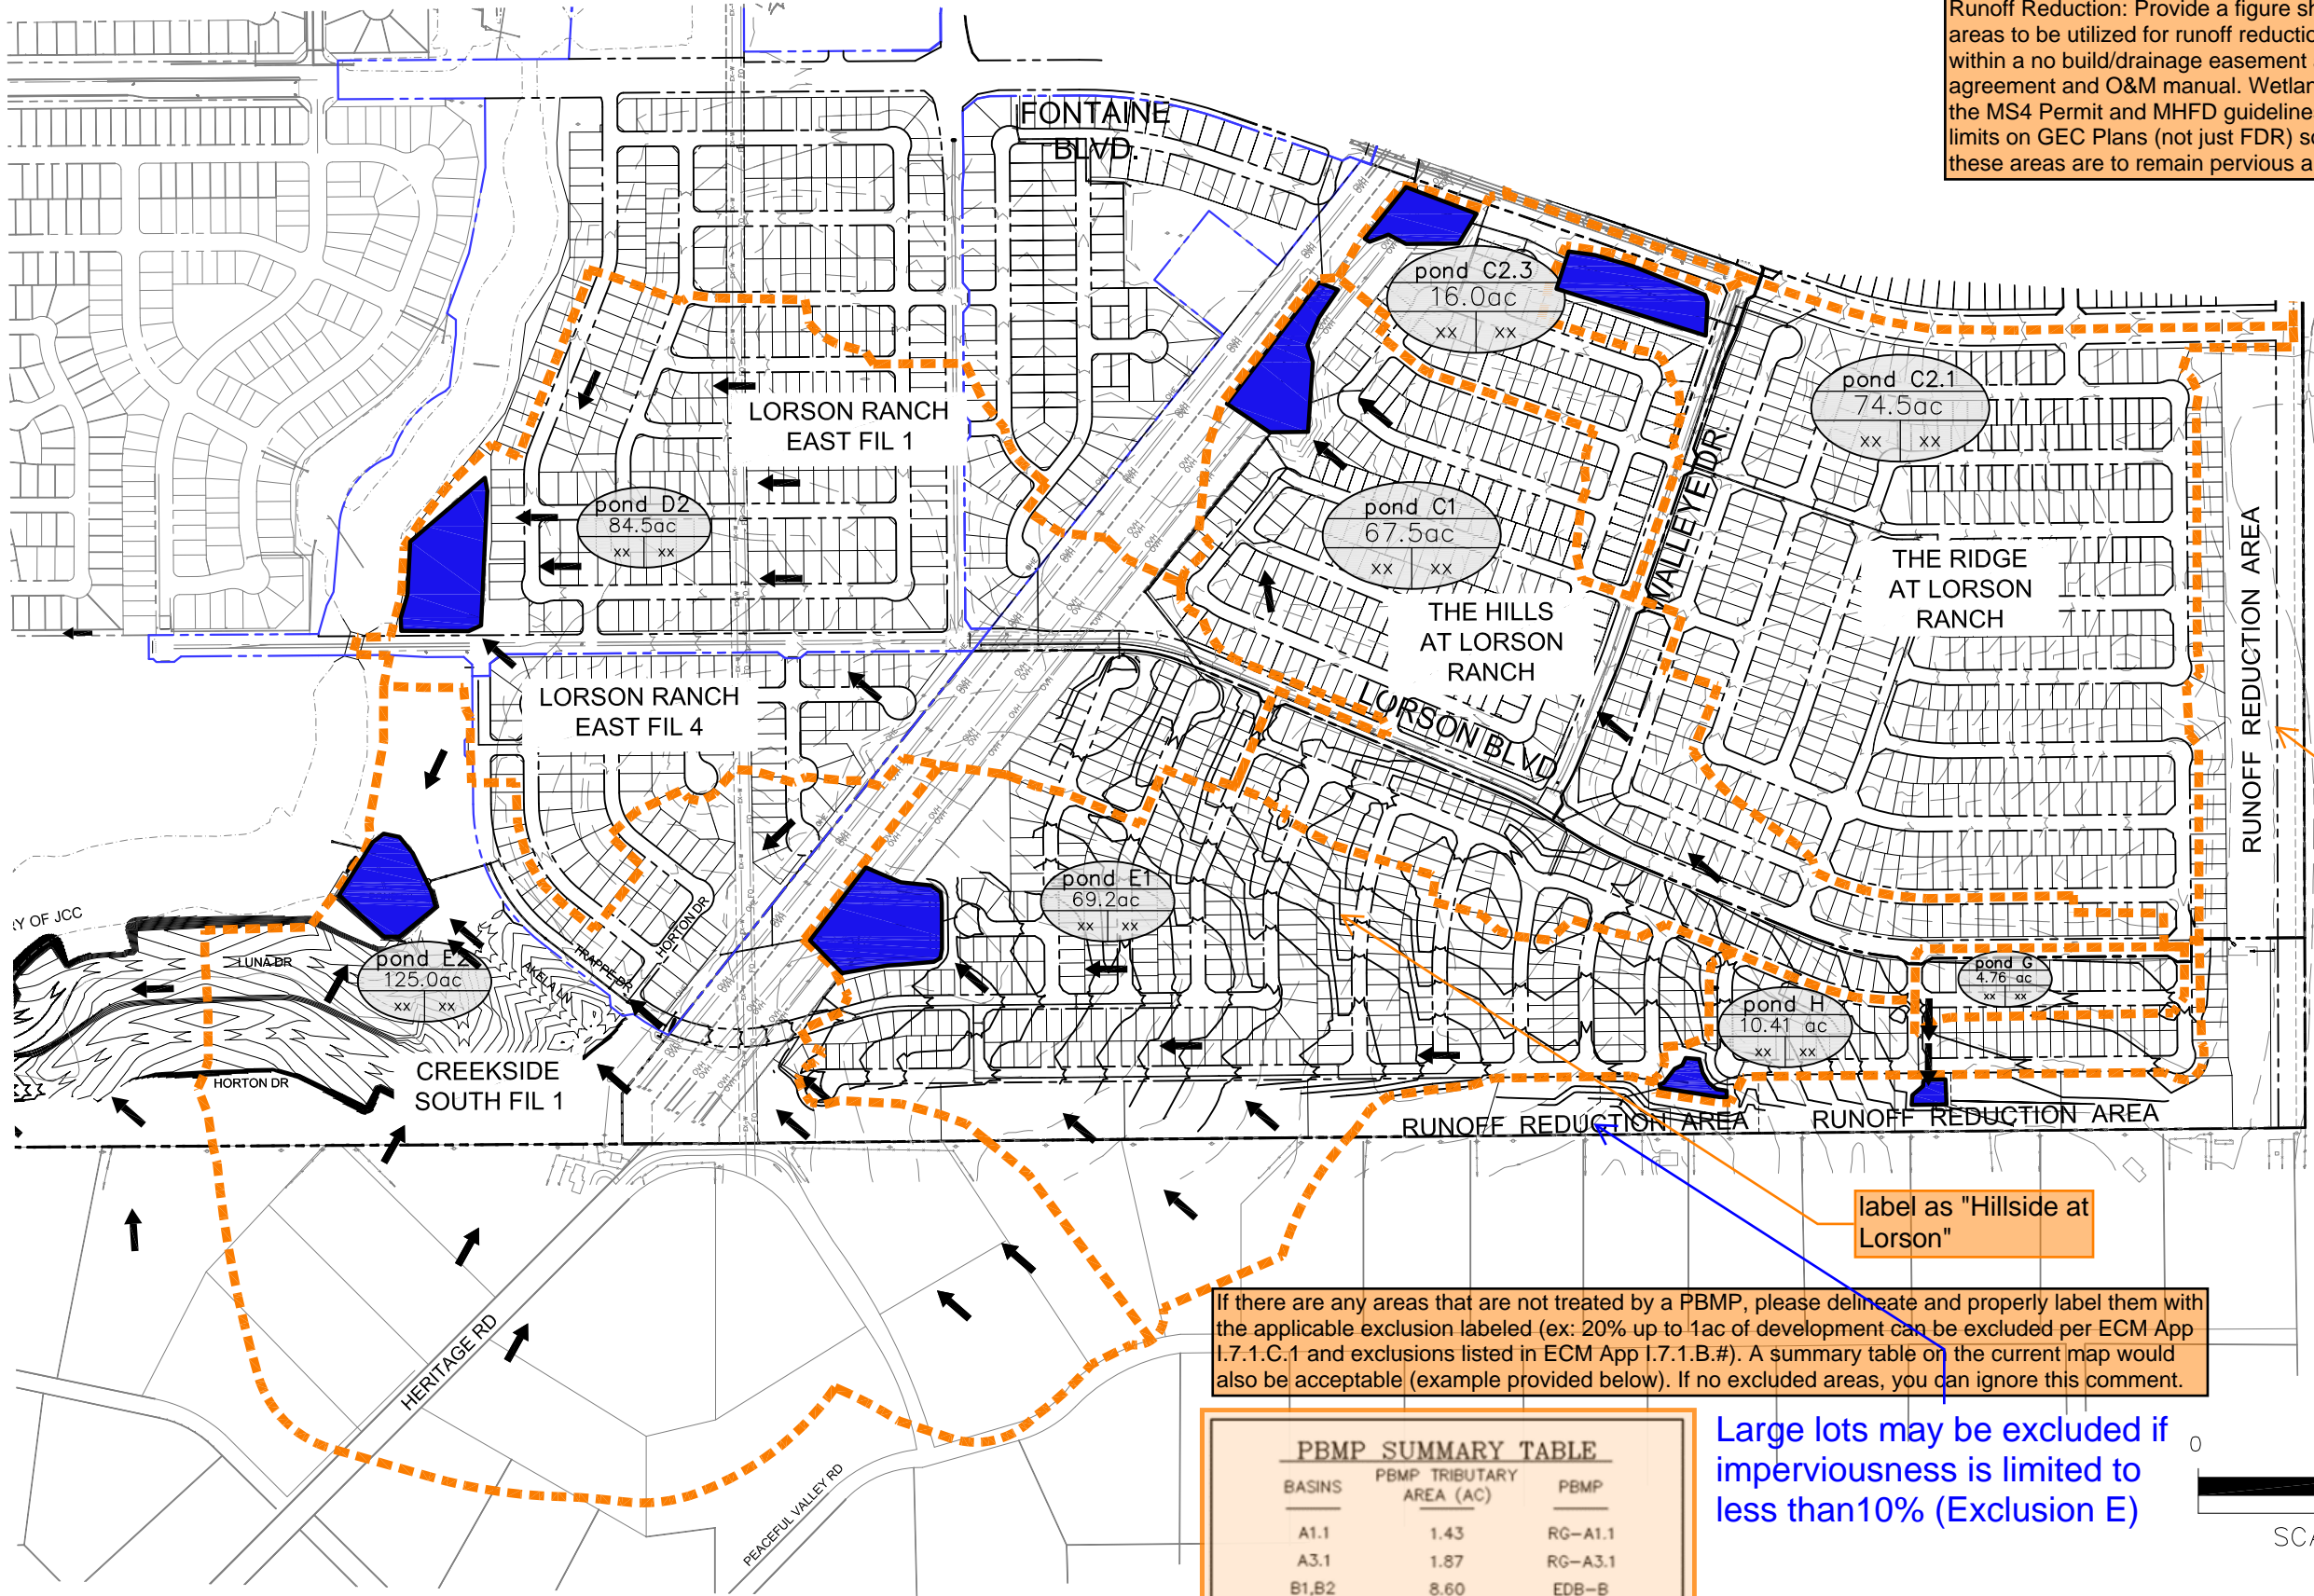 Runoff Reduction: Provide a figure
areas to be utilized for runoff
within a no build/drainage easement
agreement and O&M manual.
the MS4 Permit and MHFD
limits on GEC Plans (not just FDR)
these areas are to remain pervious
FONTAINE
BLVD.
pond C2.3
16.0ac
xx xx
pond C2.1
74.5ac
xx xx
LORSON RANCH
EAST FIL 1
pond D2
84.5ac
xx xx
pond C1
67.5ac
xx xx
WALLEYE DR.
THE RIDGE
AT LORSON
RANCH
RUNOFF REDUCTION AREA
THE HILLS
AT LORSON
RANCH
LORSON BLVD.
LORSON RANCH
EAST FIL 4
pond E1
69.2ac
xx xx
HORTON DR
TRAPPE DR
AKELA LN
OF JCC
LUNA DR
pond E2
125.0ac
xx xx
pond G
4.76 ac
xx xx
pond H
10.41 ac
xx xx
HORTON DR
CREEKSIDE
SOUTH FIL 1
RUNOFF REDUCTION AREA
RUNOFF REDUCTION AREA
label as "Hillside at
Lorson"
If there are any areas that are not treated by a PBMP, please delineate and properly label them with
the applicable exclusion labeled (ex: 20% up to 1ac of development can be excluded per ECM App
I.7.1.C.1 and exclusions listed in ECM App I.7.1.B.#). A summary table on the current map would
also be acceptable (example provided below). If no excluded areas, you can ignore this comment.
HERITAGE RD
PEACEFUL VALLEY RD
PBMP SUMMARY TABLE
BASINS PBMP TRIBUTARY AREA (AC) PBMP
A1.1 1.43 RG-A1.1
A3.1 1.87 RG-A3.1
B1,B2 8.60 EDB-B
Large lots may be excluded if
imperviousness is limited to
less than10% (Exclusion E)
0